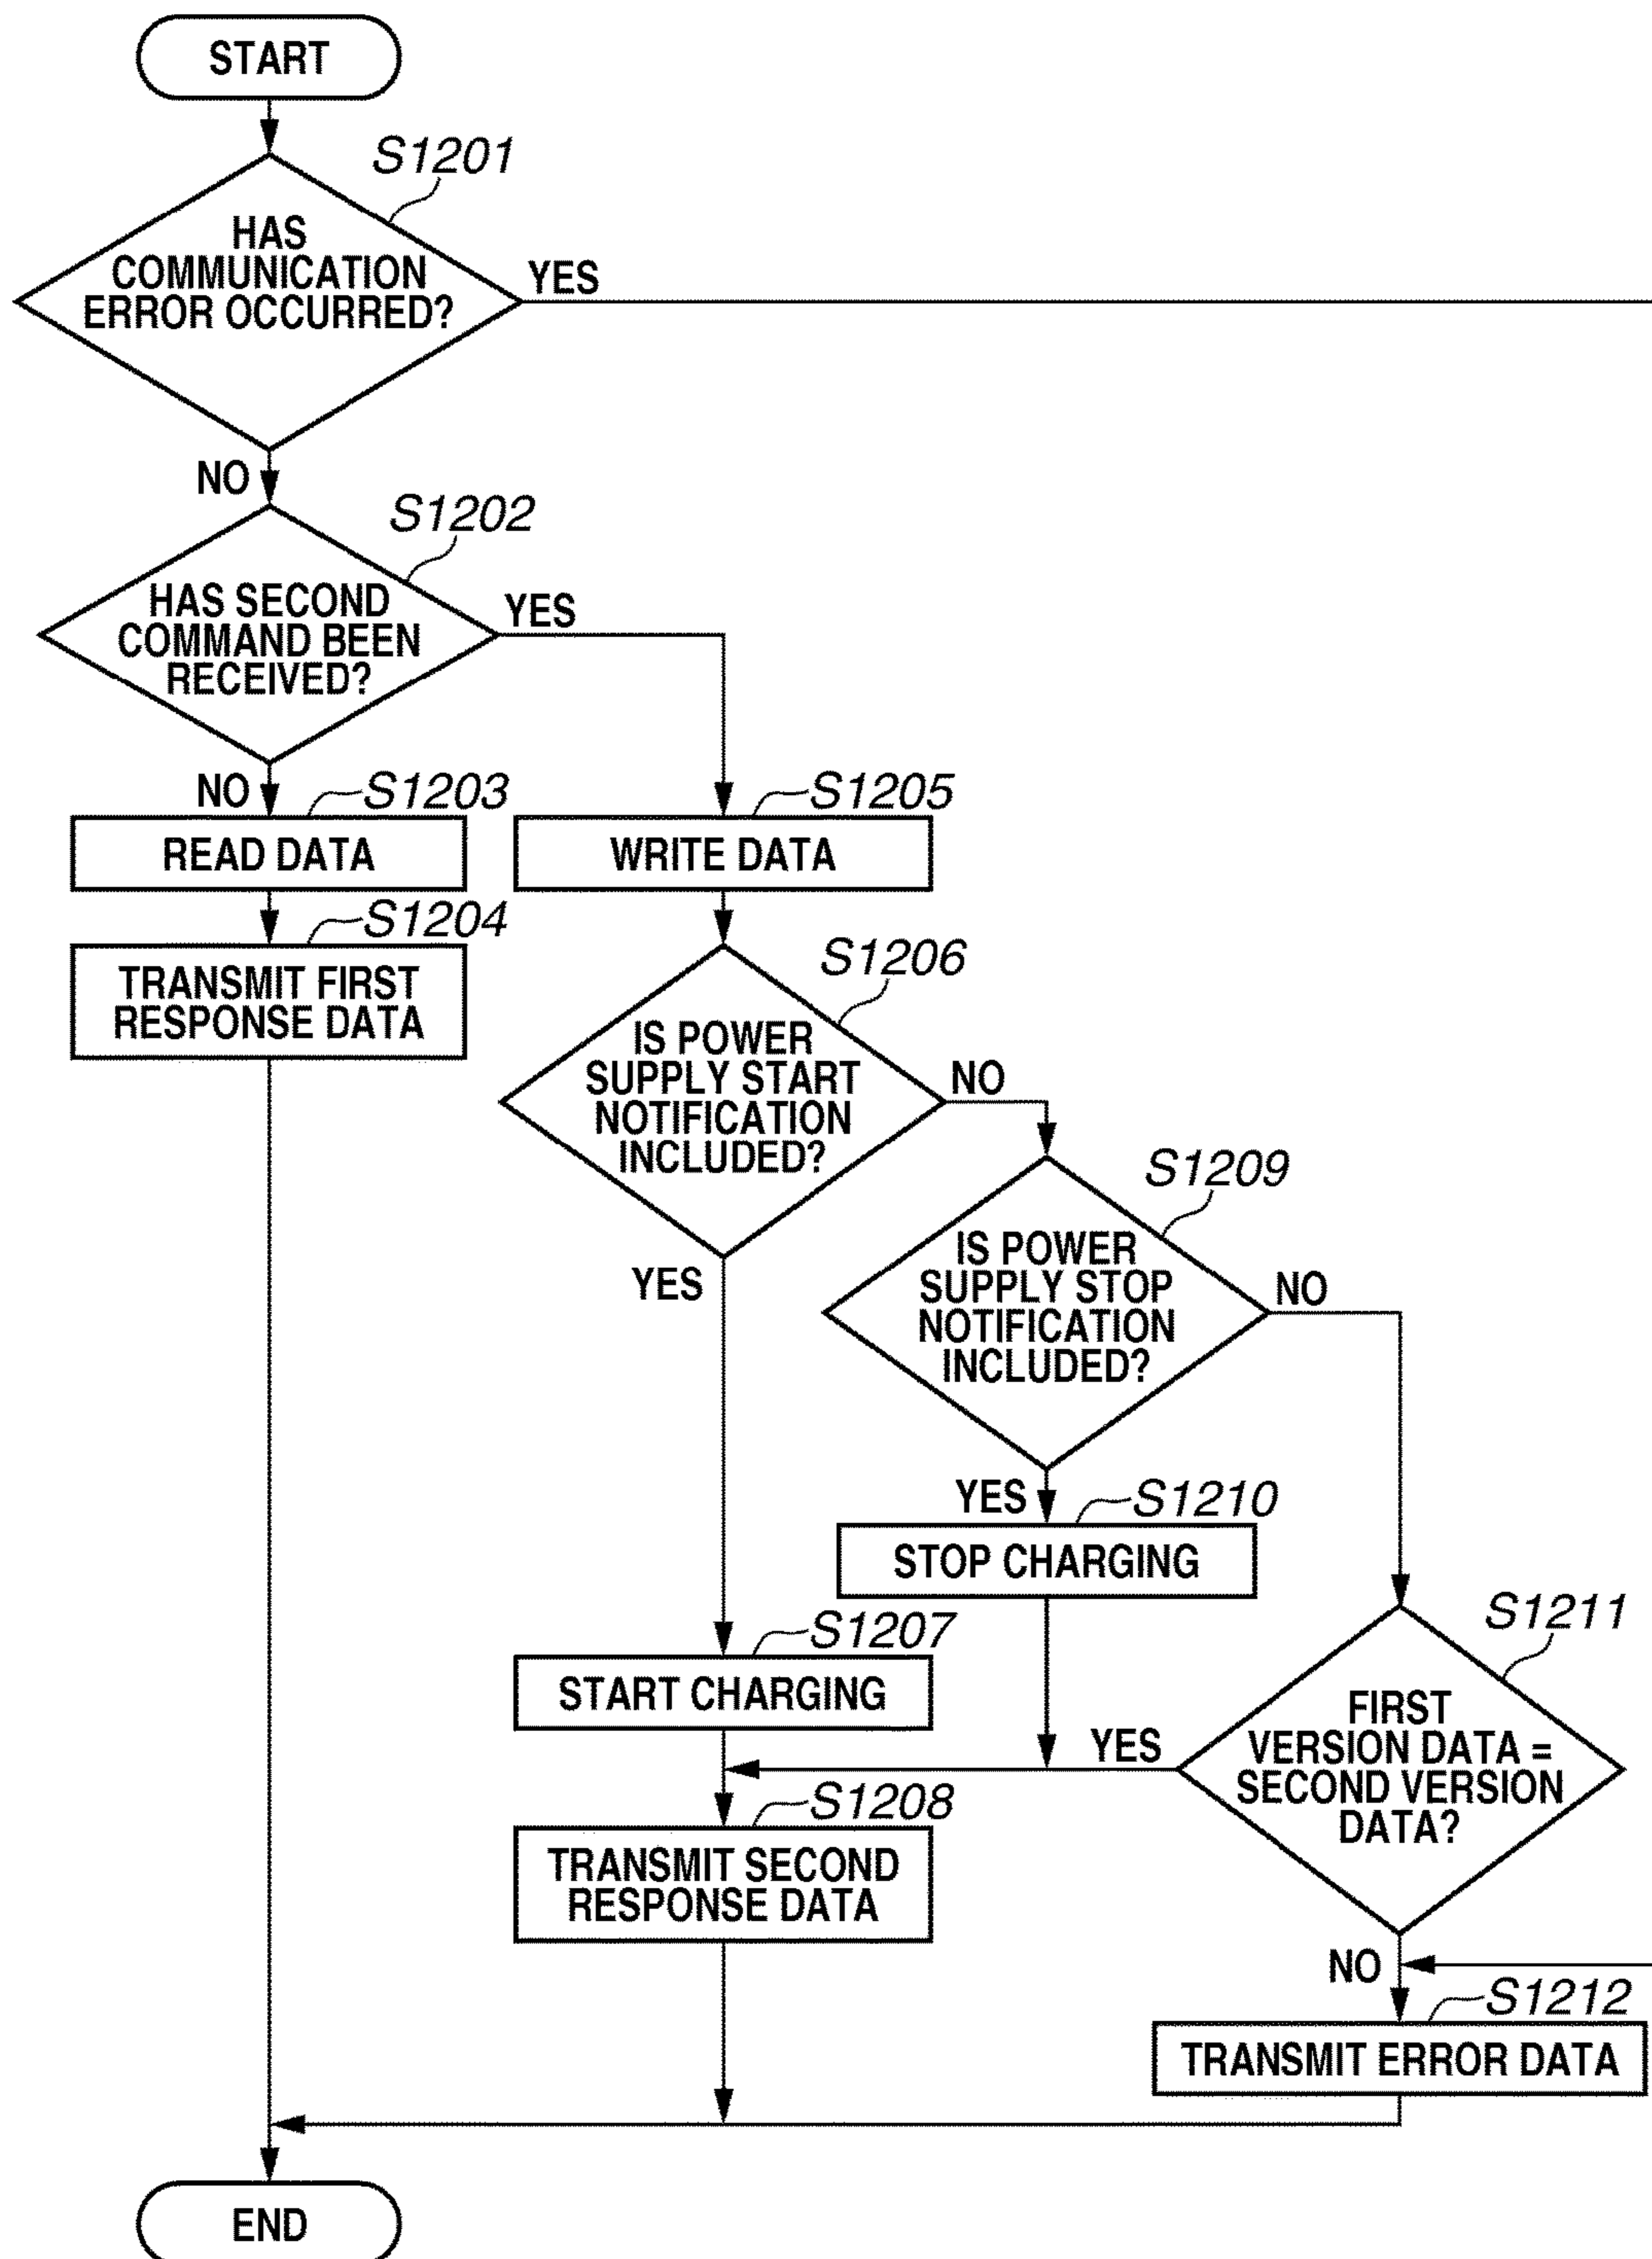 START
S1201
HAS
COMMUNICATION
ERROR OCCURRED?
YES
NO
S1202
HAS SECOND
COMMAND BEEN
RECEIVED?
YES
NO
S1203
READ DATA
S1205
WRITE DATA
S1204
TRANSMIT FIRST
RESPONSE DATA
S1206
IS POWER
SUPPLY START
NOTIFICATION
INCLUDED?
NO
YES
S1209
IS POWER
SUPPLY STOP
NOTIFICATION
INCLUDED?
NO
YES
S1210
STOP CHARGING
S1207
START CHARGING
S1211
FIRST
VERSION DATA =
SECOND VERSION
DATA?
YES
NO
S1208
TRANSMIT SECOND
RESPONSE DATA
S1212
TRANSMIT ERROR DATA
END